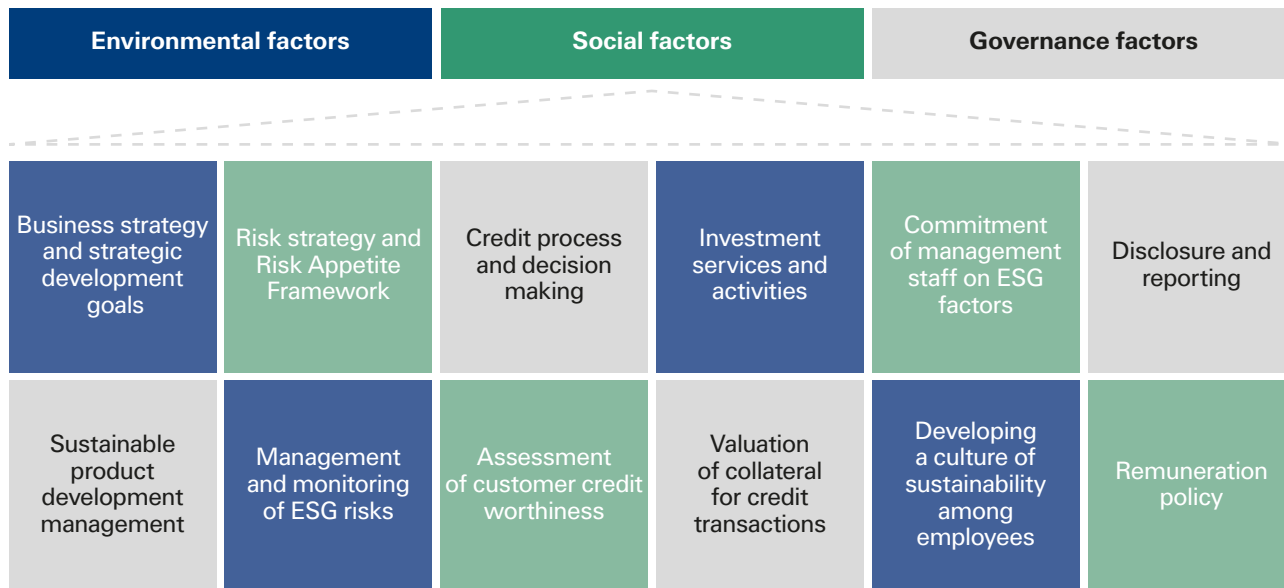 Environmental factors
Social factors
Governance factors
Business strategy
and strategic
development
goals
Risk strategy and
Risk Appetite
Framework
Credit process
and decision
making
Investment
services and
activities
Commitment
of management
staff on ESG
factors
Disclosure and
reporting
Sustainable
product
development
management
Management
and monitoring
of ESG risks
Assessment
of customer credit
worthiness
Valuation
of collateral
for credit
transactions
Developing
a culture of
sustainability
among
employees
Remuneration
policy